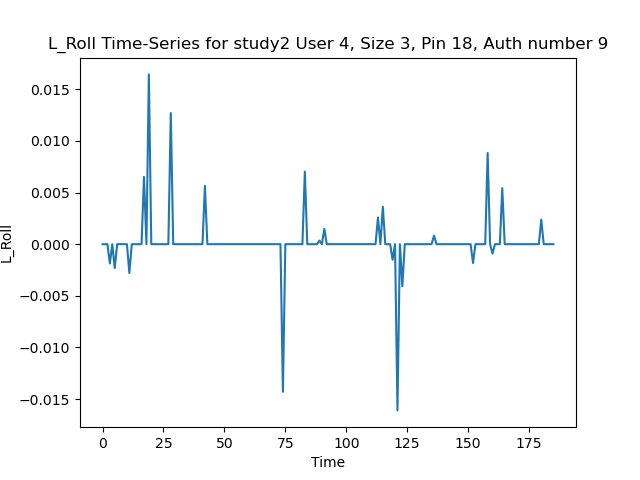 L_Roll Time-Series for study2 User 4, Size 3, Pin 18, Auth number 9
L_Roll
0.015
0.010
0.005
0.000
−0.005
−0.010
−0.015
0 25 50 75 100 125 150 175
Time